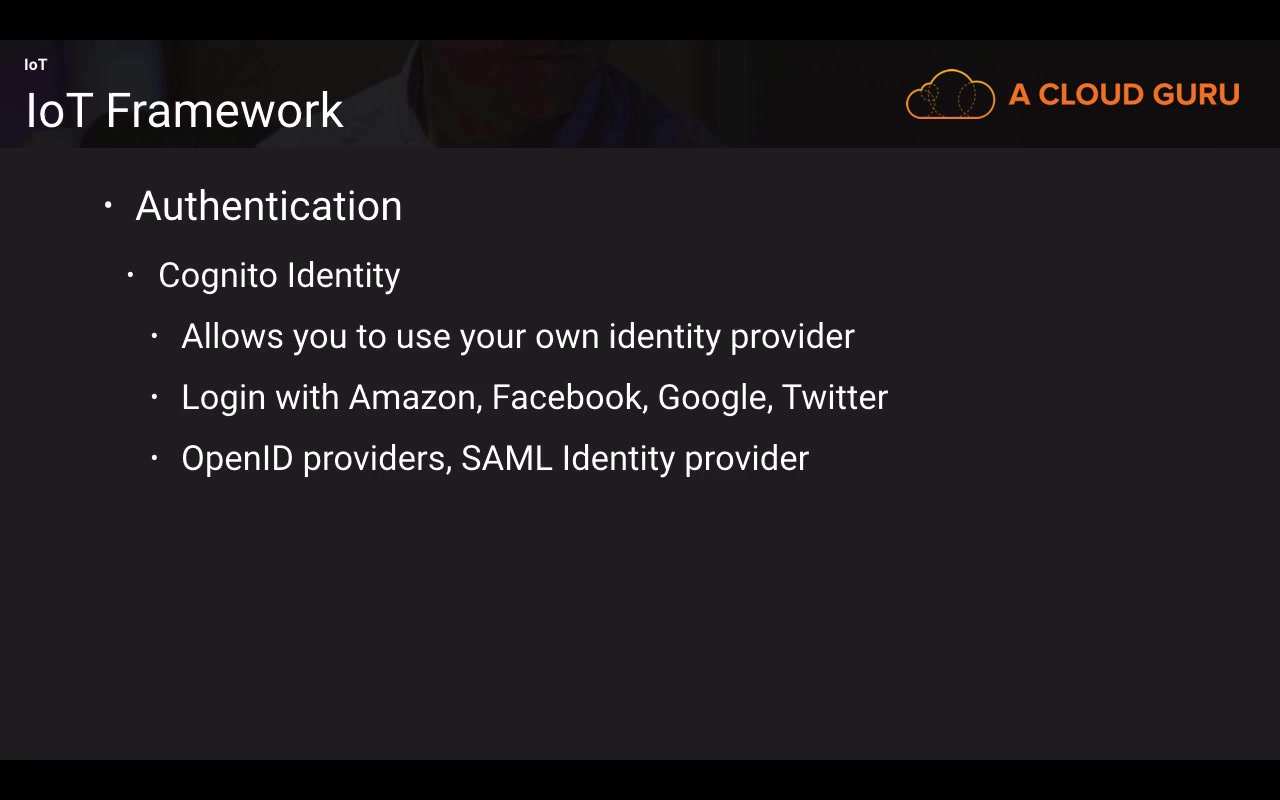 IoT
IoT Framework
A CLOUD GURU
• Authentication
• Cognito Identity
• Allows you to use your own identity provider
• Login with Amazon, Facebook, Google, Twitter
• OpenID providers, SAML Identity provider